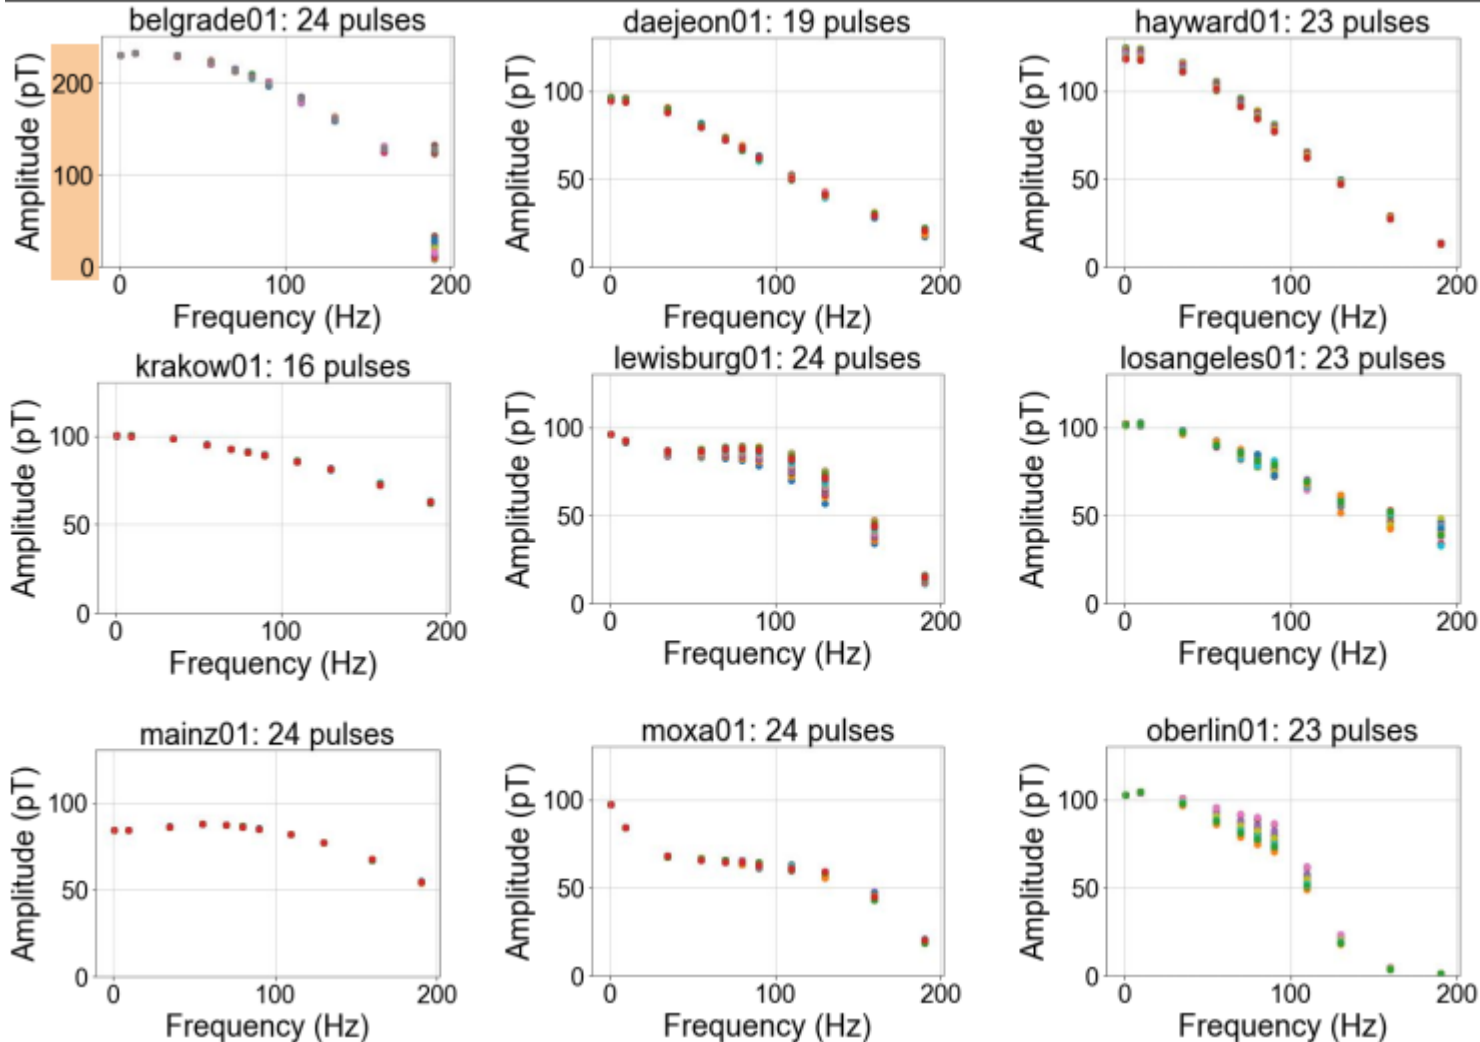 belgrade01: 24 pulses
Amplitude (pT)
200
100
0
0 100 200
Frequency (Hz)
daejeon01: 19 pulses
Amplitude (pT)
100
50
0
0 100 200
Frequency (Hz)
hayward01: 23 pulses
Amplitude (pT)
100
50
0
0 100 200
Frequency (Hz)
krakow01: 16 pulses
Amplitude (pT)
100
50
0
0 100 200
Frequency (Hz)
lewisburg01: 24 pulses
Amplitude (pT)
100
50
0
0 100 200
Frequency (Hz)
losangeles01: 23 pulses
Amplitude (pT)
100
50
0
0 100 200
Frequency (Hz)
mainz01: 24 pulses
Amplitude (pT)
100
50
0
0 100 200
Frequency (Hz)
moxa01: 24 pulses
Amplitude (pT)
100
50
0
0 100 200
Frequency (Hz)
oberlin01: 23 pulses
Amplitude (pT)
100
50
0
0 100 200
Frequency (Hz)